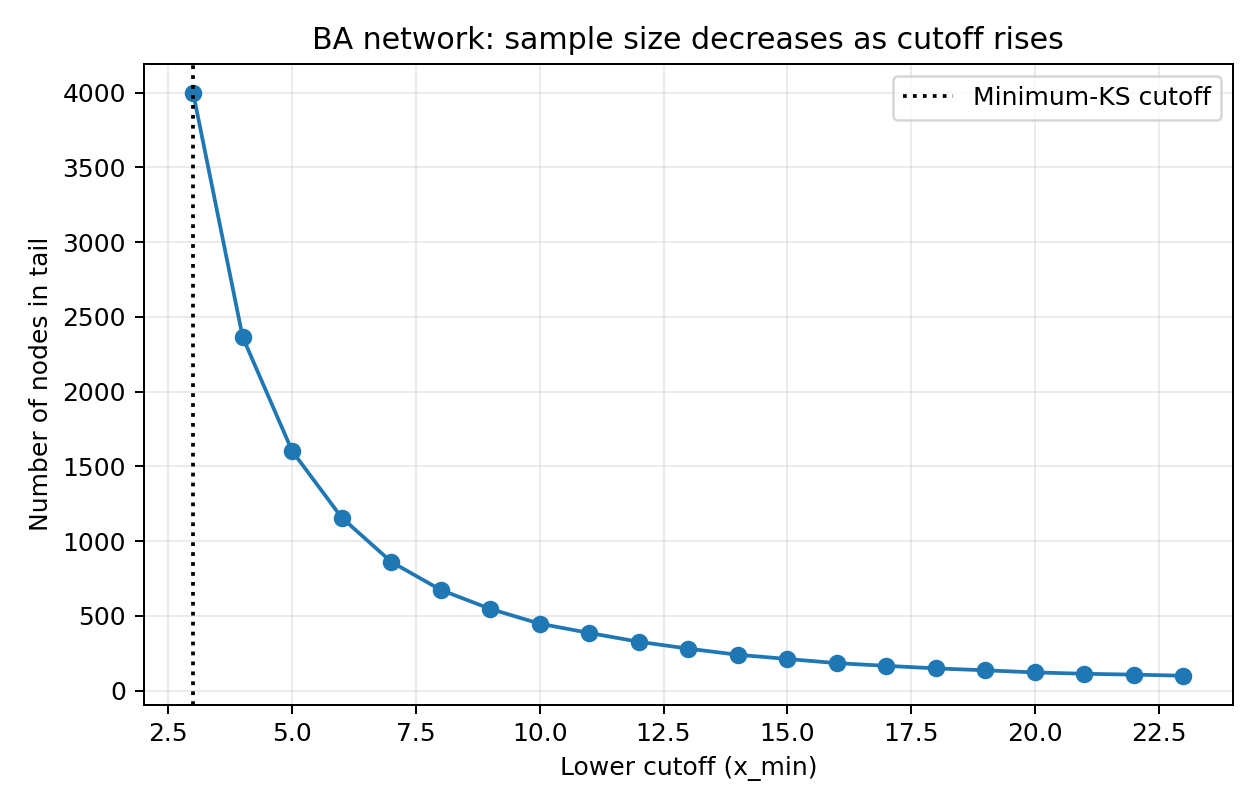 BA network: sample size decreases as cutoff rises
Minimum-KS cutoff
Number of nodes in tail
4000
3500
3000
2500
2000
1500
1000
500
0
2.5 5.0 7.5 10.0 12.5 15.0 17.5 20.0 22.5
Lower cutoff (x_min)